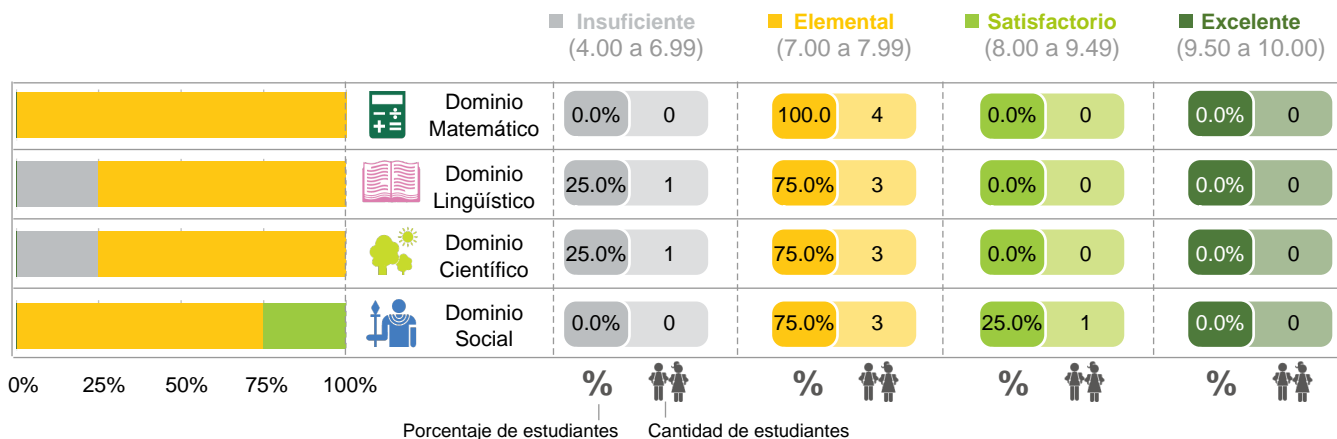 Insuficiente
(4.00 a 6.99)
Elemental
(7.00 a 7.99)
Satisfactorio
(8.00 a 9.49)
Excelente
(9.50 a 10.00)
Dominio
Matemático
0.0% 0
100.0 4
0.0% 0
0.0% 0
Dominio
Lingüístico
25.0% 1
75.0% 3
0.0% 0
0.0% 0
Dominio
Científico
25.0% 1
75.0% 3
0.0% 0
0.0% 0
Dominio
Social
0.0% 0
75.0% 3
25.0% 1
0.0% 0
0% 25% 50% 75% 100%
%
%
%
%
Porcentaje de estudiantes
Cantidad de estudiantes